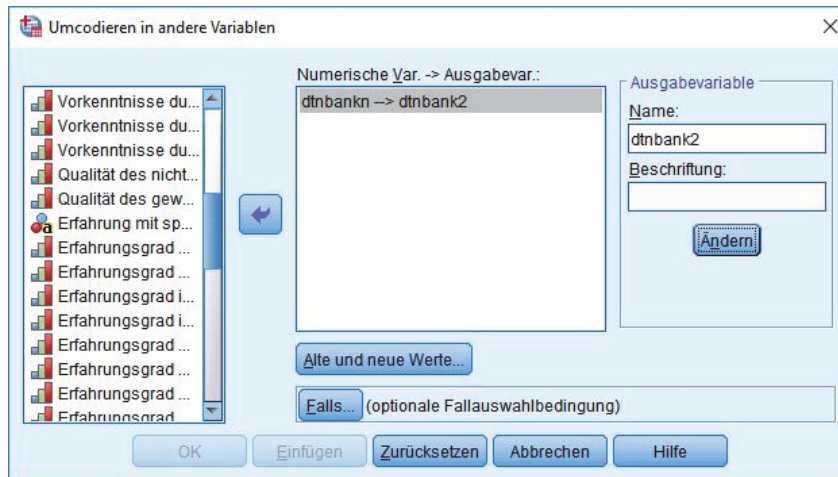 Umcodieren in andere Variablen
Vorkenntnisse du...
Vorkenntnisse du...
Vorkenntnisse du...
Qualität des nicht...
Qualität des gew...
Erfahrung mit sp...
Erfahrungsgrad ...
Erfahrungsgrad ...
Erfahrungsgrad i...
Erfahrungsgrad i...
Erfahrungsgrad ...
Erfahrungsgrad ...
Erfahrungsgrad ...
Erfahrungsgrad
Numerische Var. -> Ausgabevar.:
dtnbankn --> dtnbank2
Ausgabevariable
Name:
dtnbank2
Beschriftung:
Ändern
Alte und neue Werte...
Falls... (optionale Fallauswahlbedingung)
OK Einfügen Zurücksetzen Abbrechen Hilfe